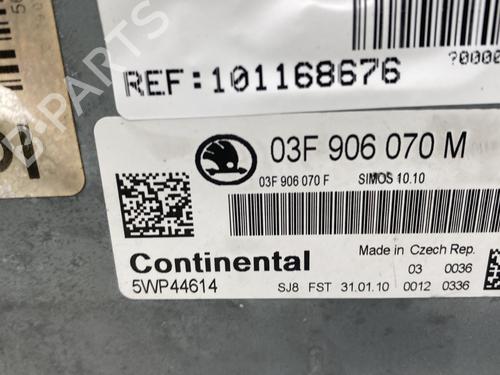 REF:101168676
03F 906 070 M
03F 906 070 F SIMOS 10.10
Continental
5WP44614
Made in Czech Rep.
03 0036
SJ8 FST 31.01.10 0012 0336
B-PARTS